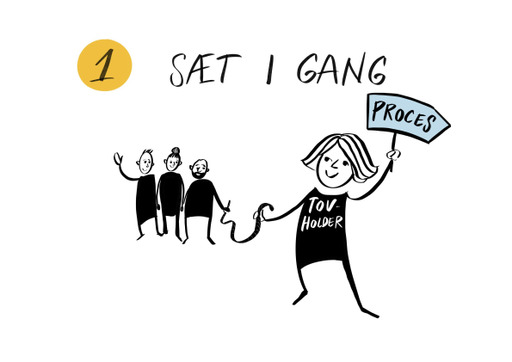 1 SÆT I GANG
PROCES
TOV-
HOLDER